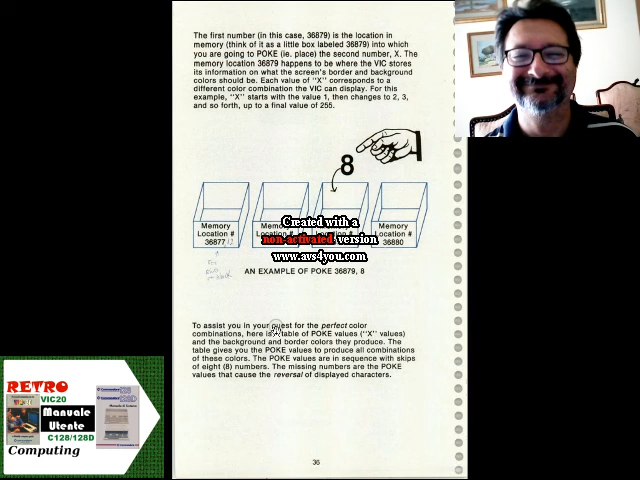 The first number (in this case, 36879) is the location in
memory (think of it as a little box labeled 36879) into which
you are going to POKE (ie. place) the second number, X. The
memory location 36879 happens to be where the VIC stores
its information on what the screen's border and background
colors should be. Each value of "X" corresponds to a
different color combination the VIC can display. For this
example, "X" starts with the value 1, then changes to 2, 3,
and so forth, up to a final value of 255.
8
Memory
Location #
36877
Memory
Location #
36880
Created with a
non-activated version
www.avs4you.com
AN EXAMPLE OF POKE 36879, 8
To assist you in your quest for the perfect color
combinations, here is a table of POKE values ("X" values)
and the background and border colors they produce. The
table gives you the POKE values to produce all combinations
of these colors. The POKE values are in sequence with skips
of eight (8) numbers. The missing numbers are the POKE
values that cause the reversal of displayed characters.
36
RETRO
VIC20
Manuale
Utente
C128/128D
Computing